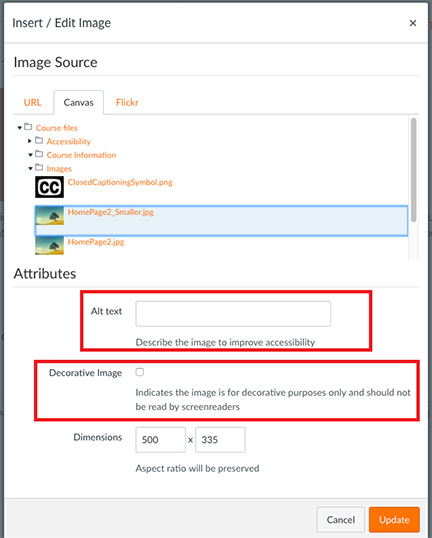 Insert / Edit Image
×
Image Source
URL
Canvas
Flickr
Course files
Accessibility
Course Information
Images
CC
ClosedCaptioningSymbol.png
HomePage2_Smaller.jpg
HomePage2.jpg
Attributes
Alt text
Describe the image to improve accessibility
Decorative Image
Indicates the image is for decorative purposes only and should not
be read by screenreaders
Dimensions
500 x 335
Aspect ratio will be preserved
Cancel
Update